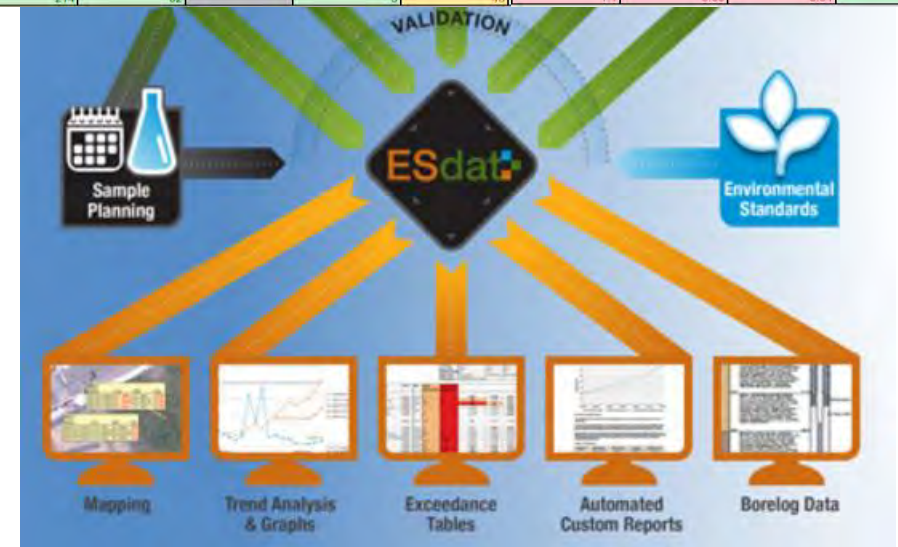 VALIDATION
ESdat
Sample
Planning
Environmental
Standards
Mapping
Trend Analysis
& Graphs
Exceedance
Tables
Automated
Custom Reports
Borelog Data